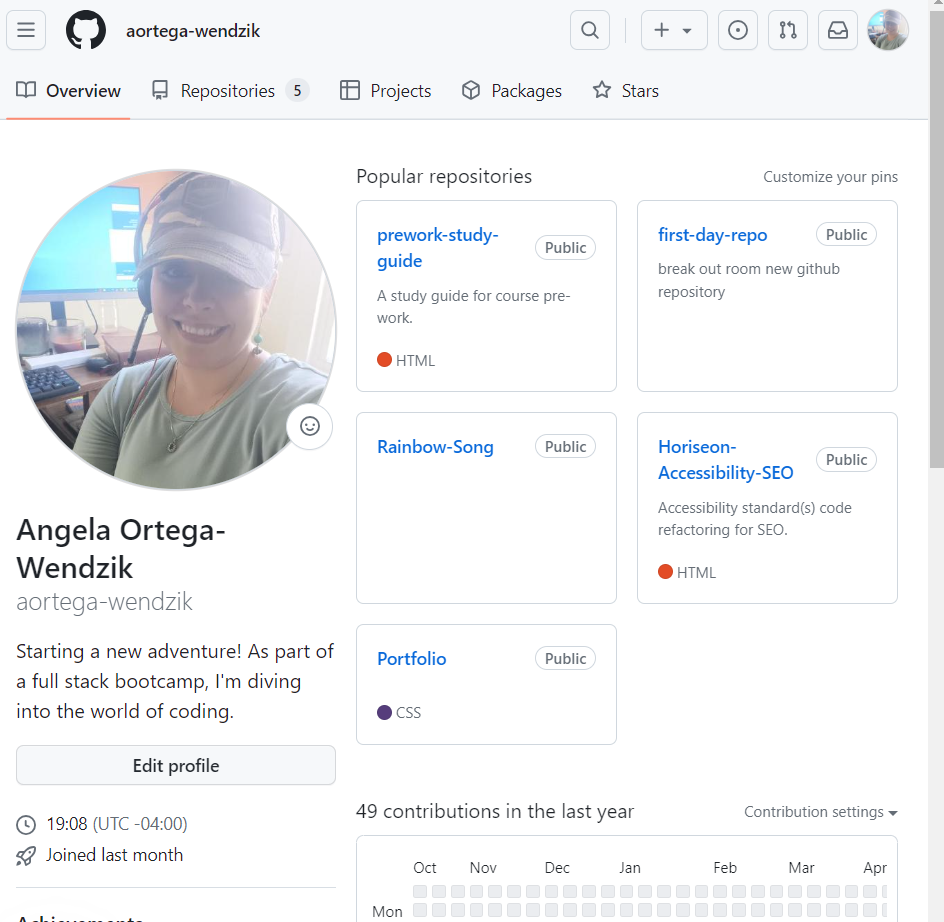 aortega-wendzik
Overview
Repositories 5
Projects
Packages
Stars
Angela Ortega-
Wendzik
aortega-wendzik
Starting a new adventure! As part of
a full stack bootcamp, I'm diving
into the world of coding.
Edit profile
19:08 (UTC -04:00)
Joined last month
Achievements
Popular repositories
Customize your pins
prework-study-
guide
Public
A study guide for course pre-
work.
HTML
first-day-repo
Public
break out room new github
repository
Rainbow-Song
Public
Horiseon-
Accessibility-SEO
Public
Accessibility standard(s) code
refactoring for SEO.
HTML
Portfolio
Public
CSS
49 contributions in the last year
Contribution settings
Oct Nov Dec Jan Feb Mar Apr
Mon